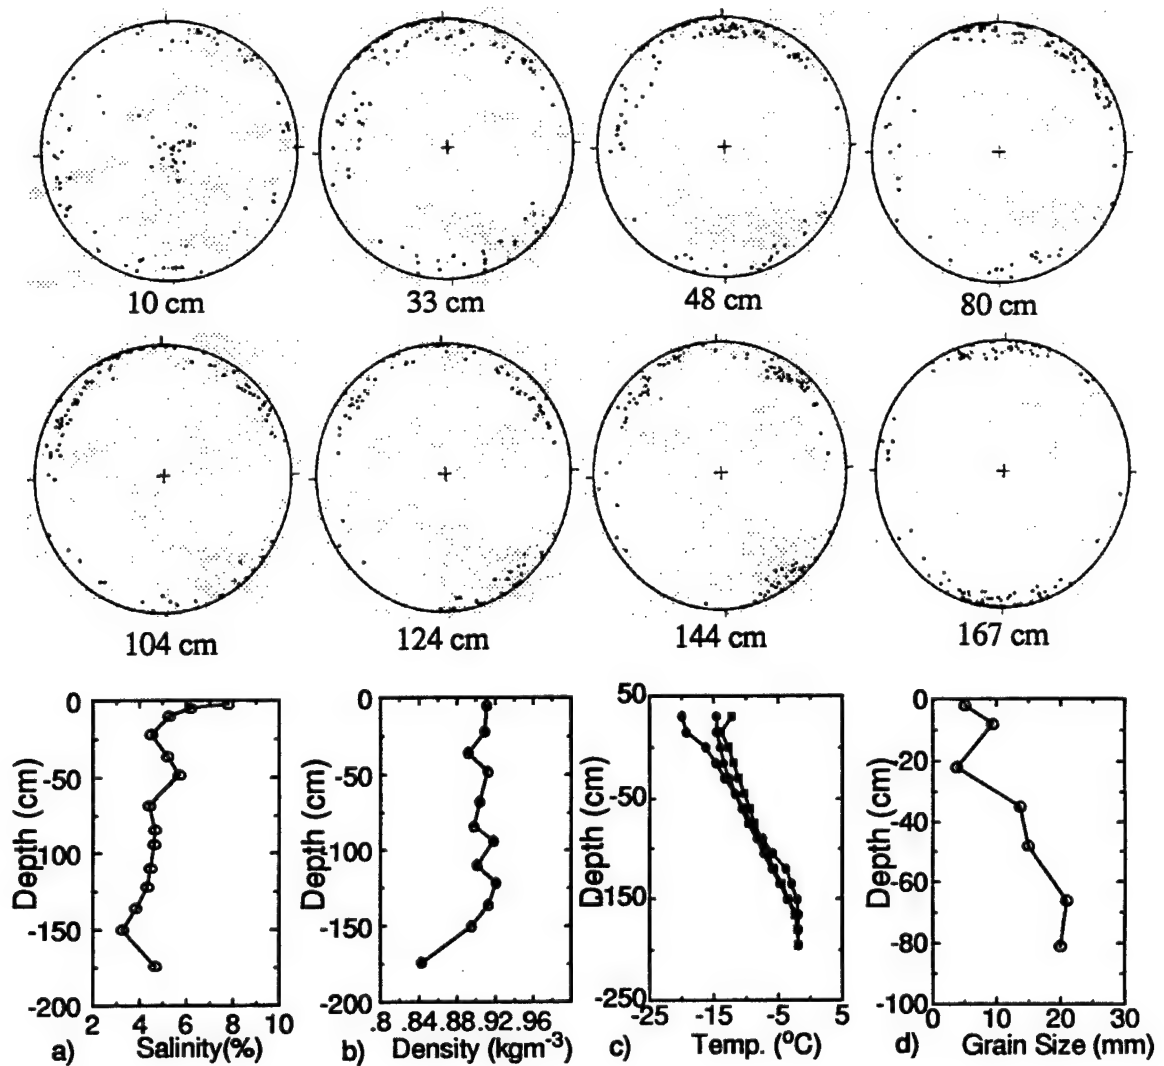 10 cm 33 cm 48 cm 80 cm
104 cm 124 cm 144 cm 167 cm
0 0 50 0
-50 -50 -50 -20
-100 -100 -150 -40
-150 -150 -250 -60
-200 -200 -80
-100
Depth (cm) Depth (cm) Depth (cm) Depth (cm)
2 4 6 8 10 .8 .84.88.92.96 -25 -15 -5 5 0 10 20 30
a) Salinity(%) b) Density (kgm-3) c) Temp. (oC) d) Grain Size (mm)